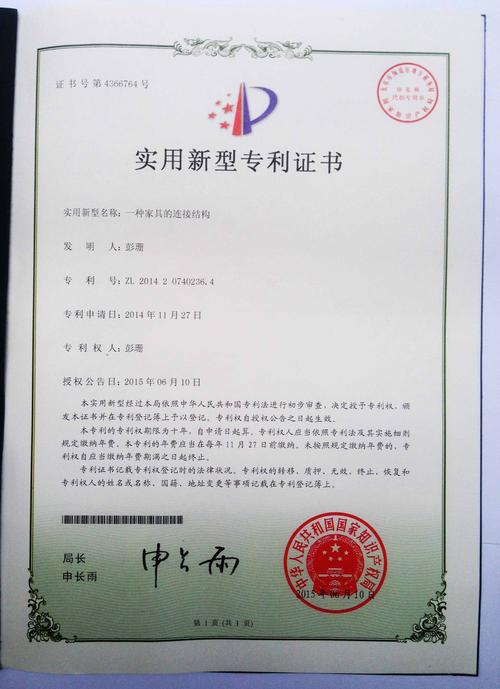 证书号第4366764号
实用新型专利证书
实用新型名称：一种家具的连接结构
发明人：彭珊
专利号：ZL 2014 2 0740236.4
专利申请日：2014年11月27日
专利权人：彭珊
授权公告日：2015年06月10日
本实用新型经过本局依照中华人民共和国专利法进行初步审查，决定授予专利权，颁
发本证书并在专利登记簿上予以登记。专利权自授权公告之日起生效。
本专利的专利权期限为十年，自申请日起算。专利权人应当依照专利法及其实施细则
规定缴纳年费。本专利的年费应当在每年11月27日前缴纳。未按照规定缴纳年费的，专
利权自应当缴纳年费期满之日起终止。
专利证书记载专利权登记时的法律状况。专利权的转移、质押、无效、终止、恢复和
专利权人的姓名或名称、国籍、地址变更等事项记载在专利登记簿上。
局长
申长雨
申长雨
中华人民共和国国家知识产权局
2015年06月10日
第1页(共1页)